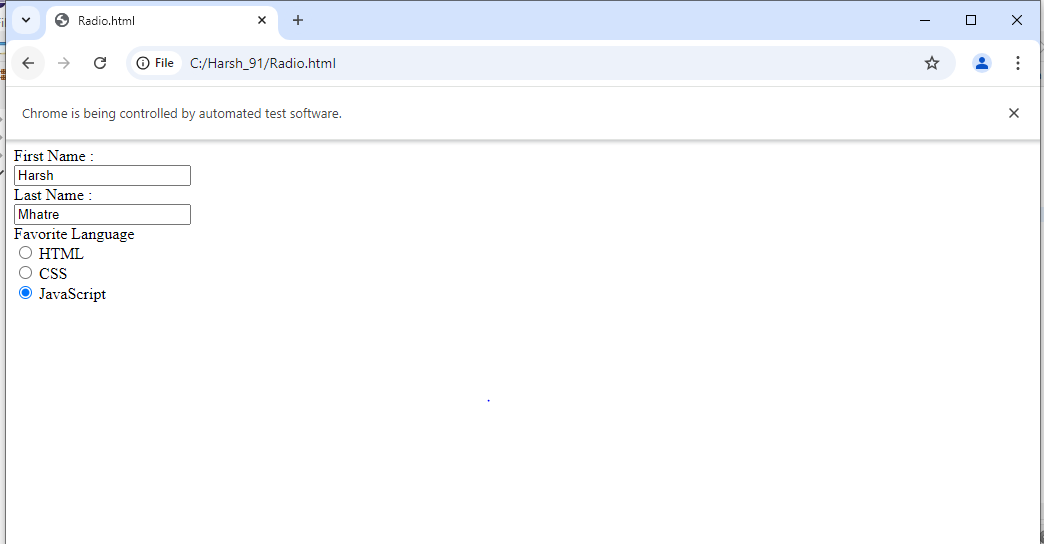 Radio.html
File C:/Harsh_91/Radio.html
Chrome is being controlled by automated test software.
First Name :
Harsh
Last Name :
Mhatre
Favorite Language
HTML
CSS
JavaScript